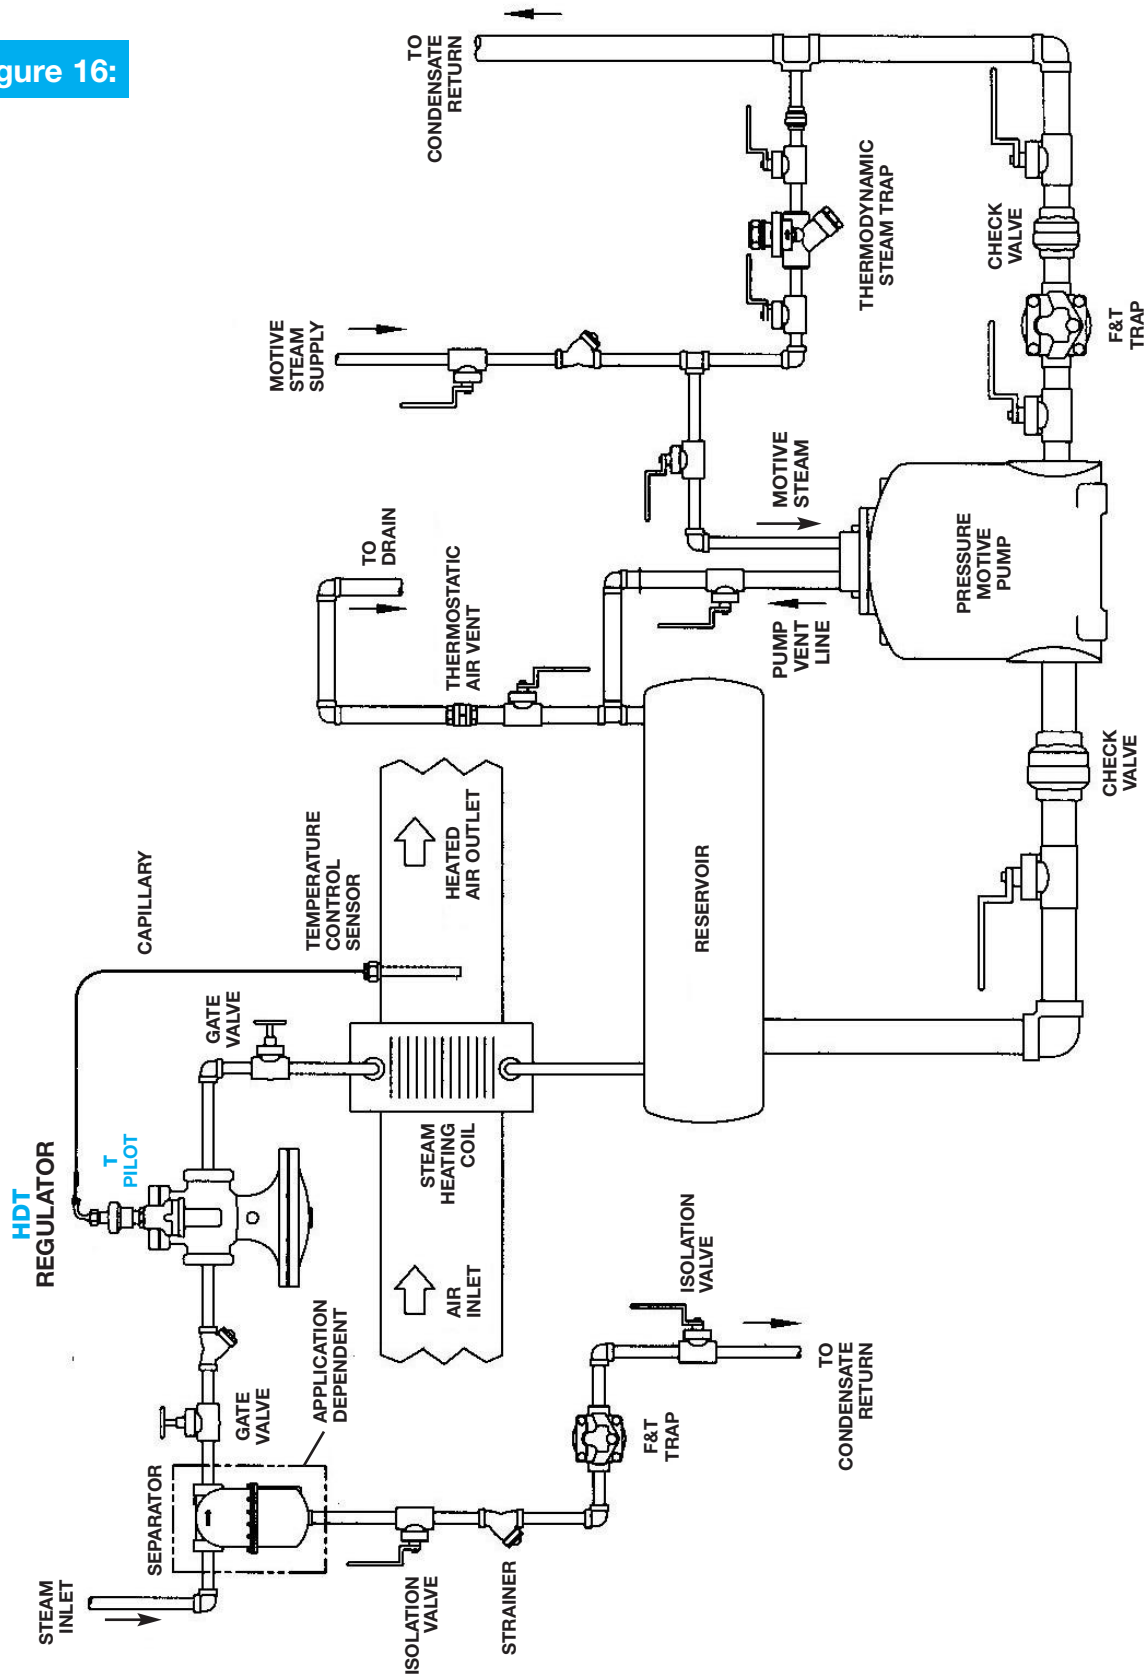 gure 16:
STEAM
INLET
SEPARATOR
GATE
VALVE
APPLICATION
DEPENDENT
HDT
REGULATOR
T
PILOT
CAPILLARY
GATE
VALVE
TEMPERATURE
CONTROL
SENSOR
AIR
INLET
STEAM
HEATING
COIL
HEATED
AIR OUTLET
ISOLATION
VALVE
STRAINER
F&T
TRAP
ISOLATION
VALVE
TO
CONDENSATE
RETURN
RESERVOIR
THERMOSTATIC
AIR VENT
TO
DRAIN
MOTIVE
STEAM
SUPPLY
TO
CONDENSATE
RETURN
THERMODYNAMIC
STEAM TRAP
PUMP
VENT
LINE
MOTIVE
STEAM
PRESSURE
MOTIVE
PUMP
CHECK
VALVE
CHECK
VALVE
F&T
TRAP